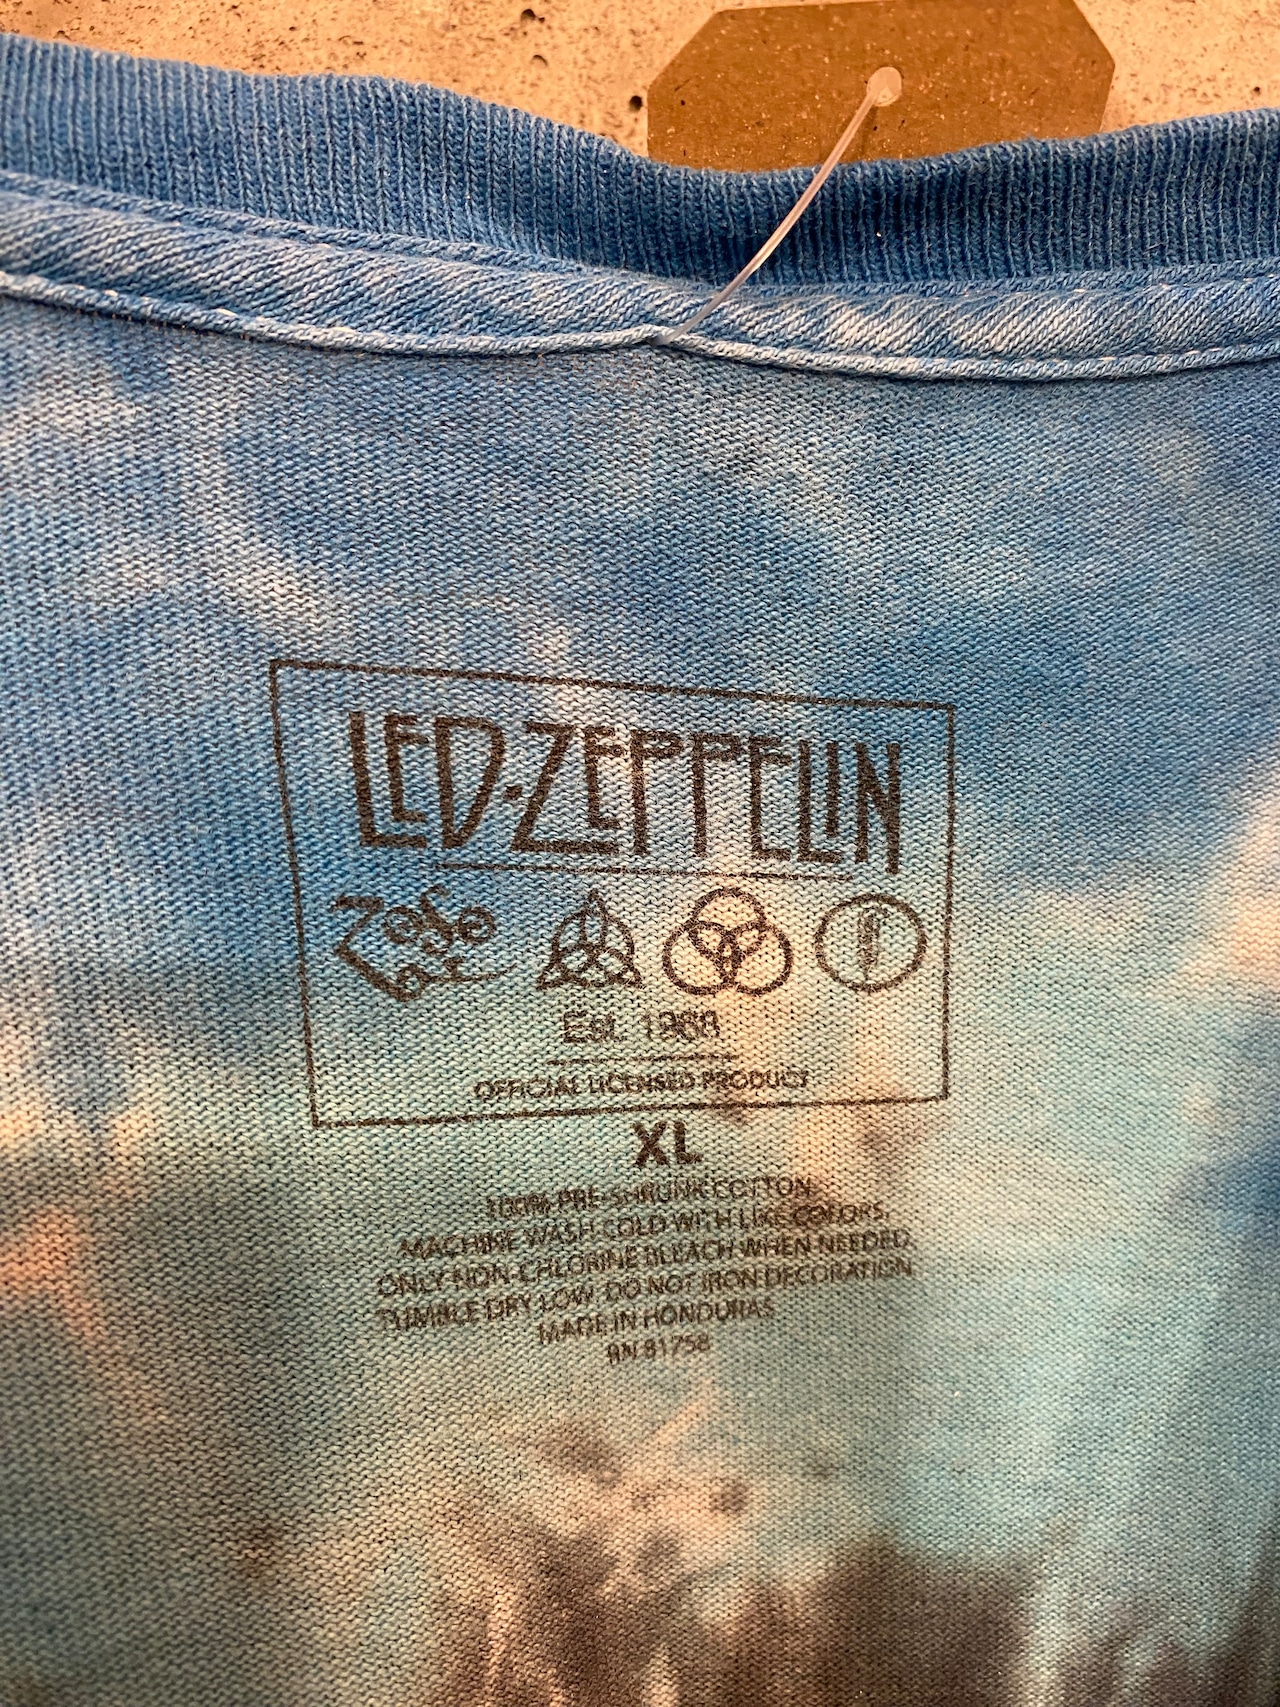 LED·ZEPPELIN
ZoSo
Est. 1968
OFFICIAL LICENSED PRODUCT
XL
100% PRE-SHRUNK COTTON.
MACHINE WASH COLD WITH LIKE COLORS.
ONLY NON-CHLORINE BLEACH WHEN NEEDED.
TUMBLE DRY LOW. DO NOT IRON DECORATION.
MADE IN HONDURAS
RN 81758